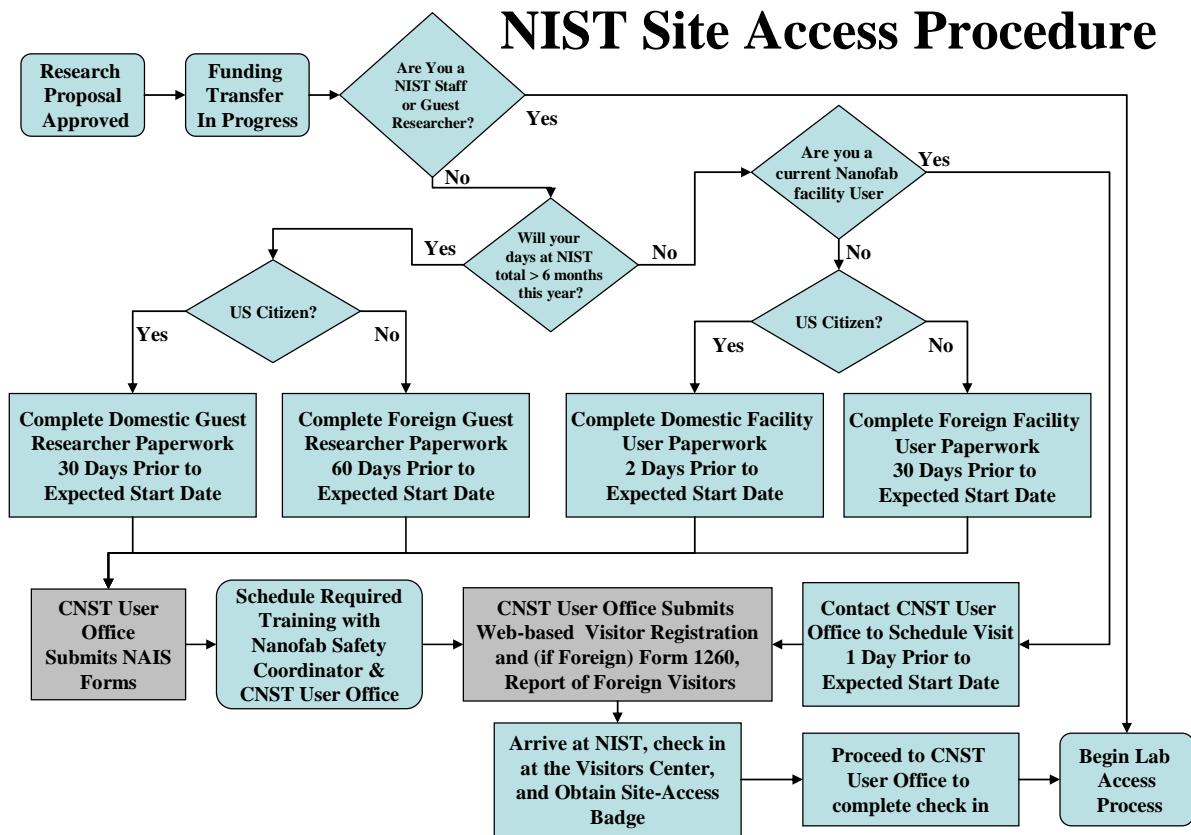 NIST Site Access Procedure
Research
Proposal
Approved
Funding
Transfer
In Progress
Are You a
NIST Staff
or Guest
Researcher?
Yes
No
Will your
days at NIST
total > 6 months
this year?
Yes
No
Are you a
current Nanofab
facility User
Yes
No
US Citizen?
Yes
No
US Citizen?
Yes
No
Complete Domestic Guest
Researcher Paperwork
30 Days Prior to
Expected Start Date
Complete Foreign Guest
Researcher Paperwork
60 Days Prior to
Expected Start Date
Complete Domestic Facility
User Paperwork
2 Days Prior to
Expected Start Date
Complete Foreign Facility
User Paperwork
30 Days Prior to
Expected Start Date
CNST User
Office
Submits NAIS
Forms
Schedule Required
Training with
Nanofab Safety
Coordinator &
CNST User Office
CNST User Office Submits
Web-based Visitor Registration
and (if Foreign) Form 1260,
Report of Foreign Visitors
Contact CNST User
Office to Schedule Visit
1 Day Prior to
Expected Start Date
Arrive at NIST, check in
at the Visitors Center,
and Obtain Site-Access
Badge
Proceed to CNST
User Office to
complete check in
Begin Lab
Access
Process